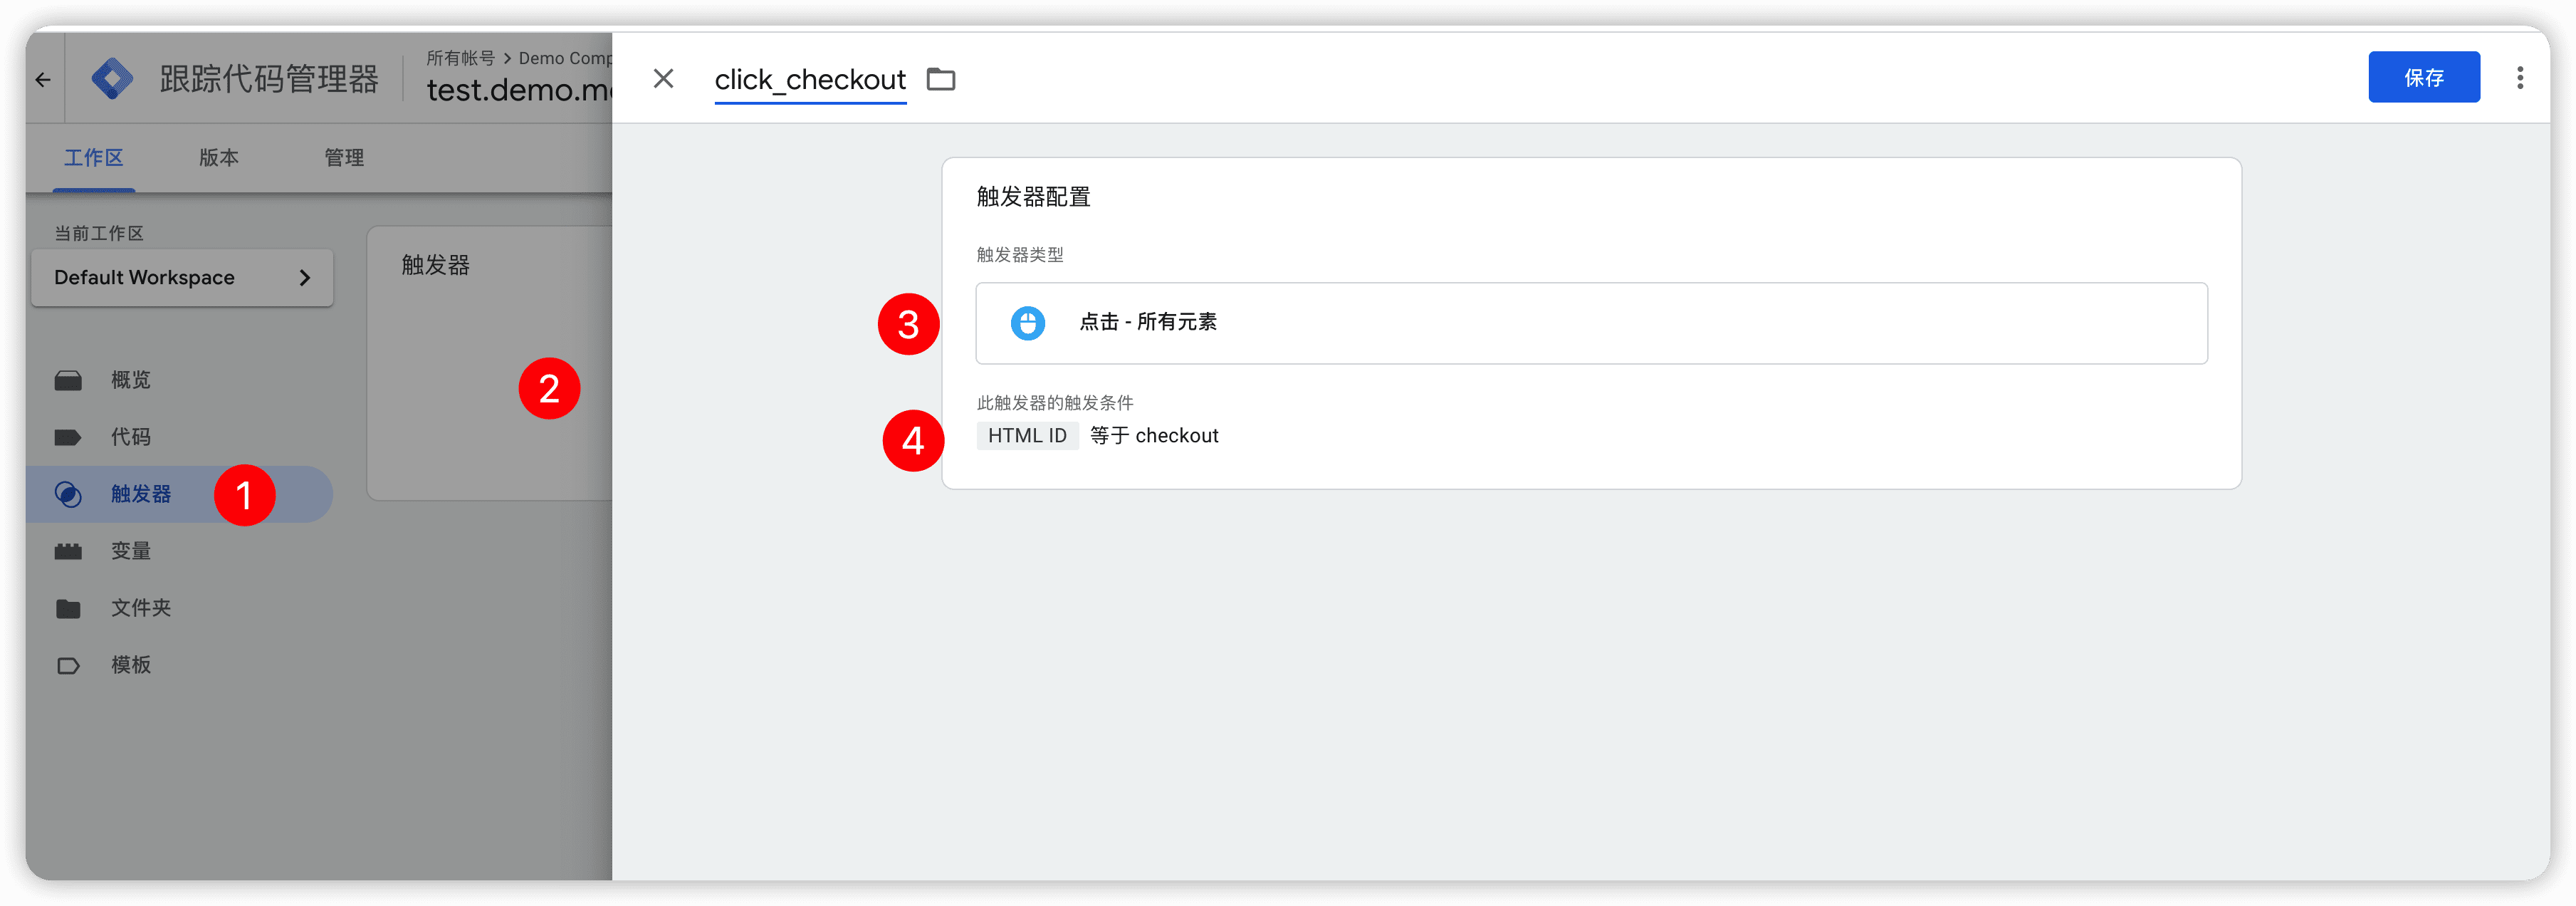 跟踪代码管理器
所有帐号 > Demo Comp
test.demo.m
click_checkout
保存
工作区
版本
管理
当前工作区
Default Workspace
概览
代码
触发器
1
变量
文件夹
模板
触发器
2
触发器配置
触发器类型
3
点击 - 所有元素
此触发器的触发条件
4
HTML ID 等于 checkout